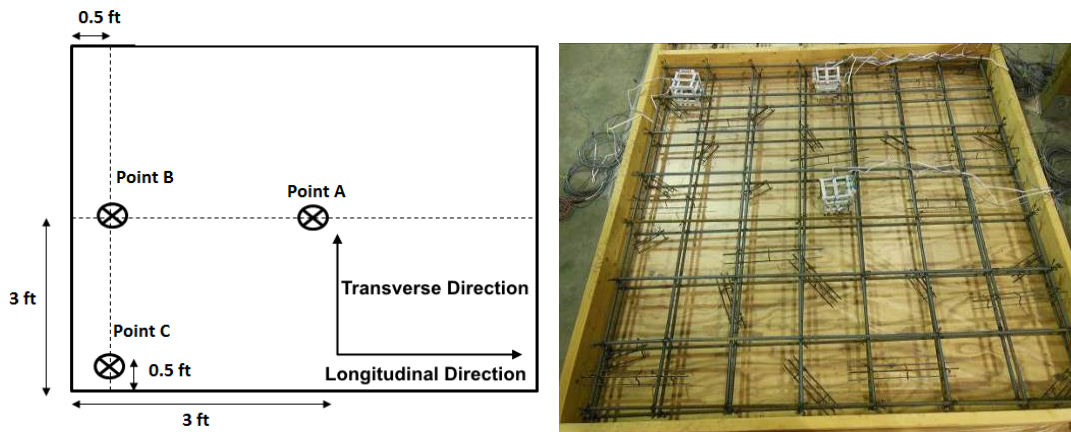 0.5 ft
Point B
Point A
3 ft
Transverse Direction
Point C
0.5 ft
Longitudinal Direction
3 ft